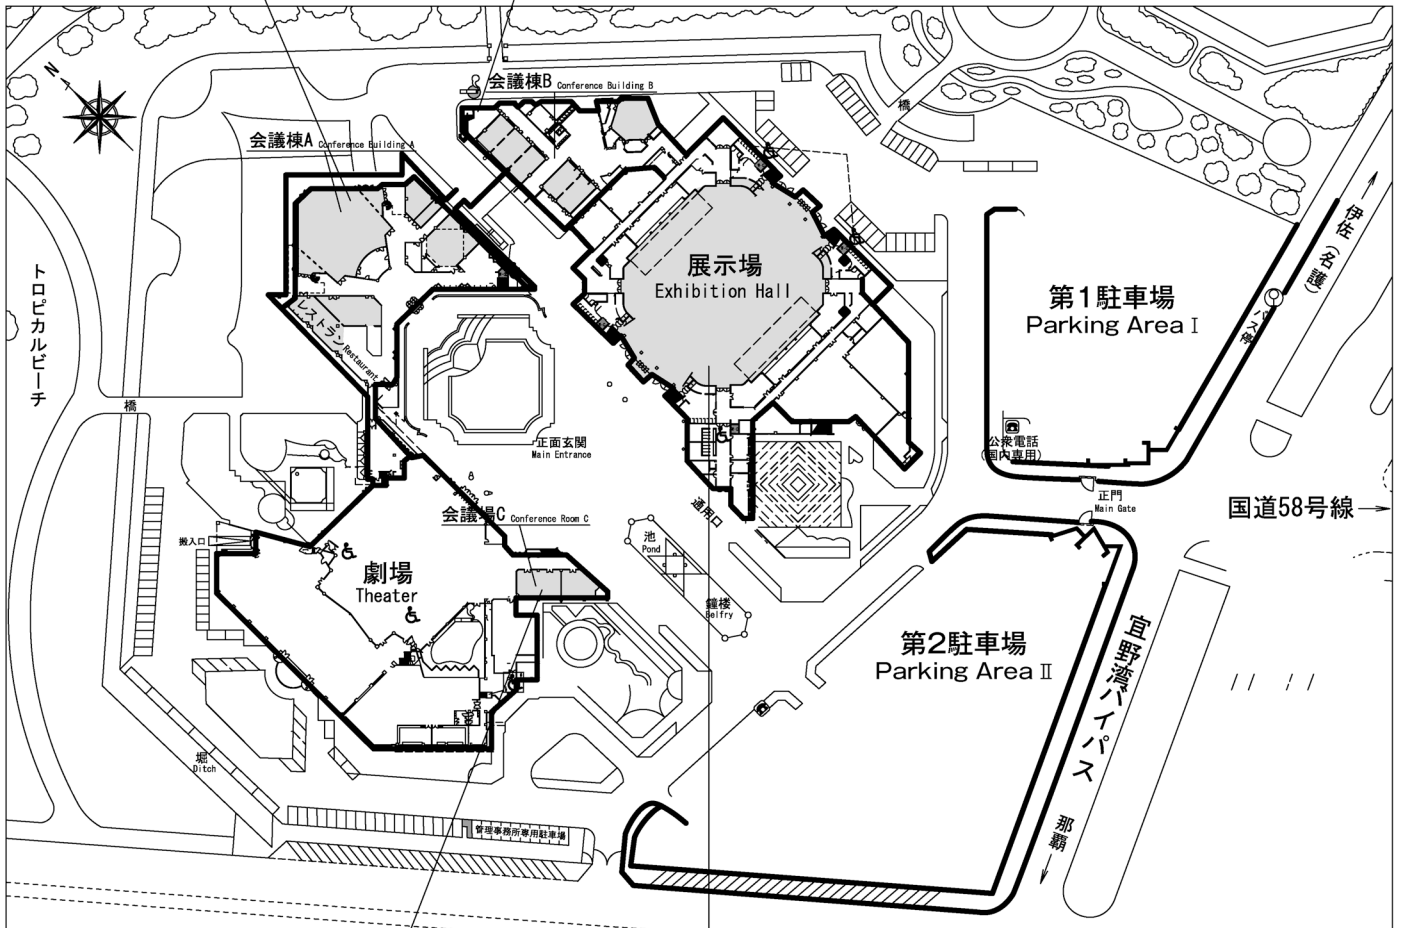 N
会議棟B Conference Building B
会議棟A Conference Building A
橋
伊佐(名護)
展示場
Exhibition Hall
第1駐車場
Parking Area I
バス停
トロピカルビーチ
レストラン
Restaurant
橋
正面玄関
Main Entrance
公衆電話
(国内専用)
正門
Main Gate
国道58号線
通用口
会議場C Conference Room C
搬入口
池
Pond
劇場
Theater
鐘楼
Belfry
第2駐車場
Parking Area II
宜野湾バイパス
堀
Ditch
管理事務所専用駐車場
那覇